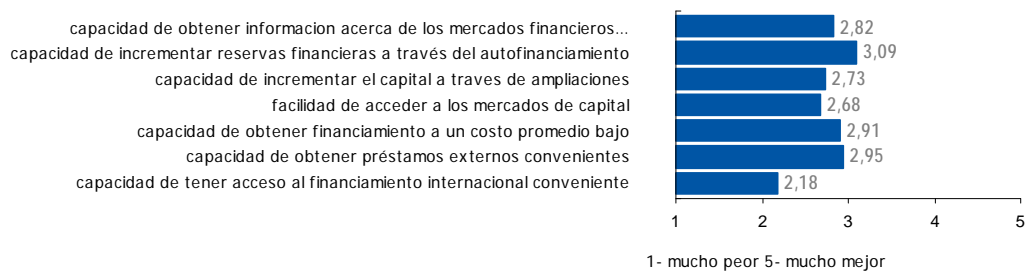 capacidad de obtener informacion acerca de los mercados financieros... 2,82
capacidad de incrementar reservas financieras a través del autofinanciamiento 3,09
capacidad de incrementar el capital a traves de ampliaciones 2,73
facilidad de acceder a los mercados de capital 2,68
capacidad de obtener financiamiento a un costo promedio bajo 2,91
capacidad de obtener préstamos externos convenientes 2,95
capacidad de tener acceso al financiamiento internacional conveniente 2,18
1 2 3 4 5
1- mucho peor 5- mucho mejor